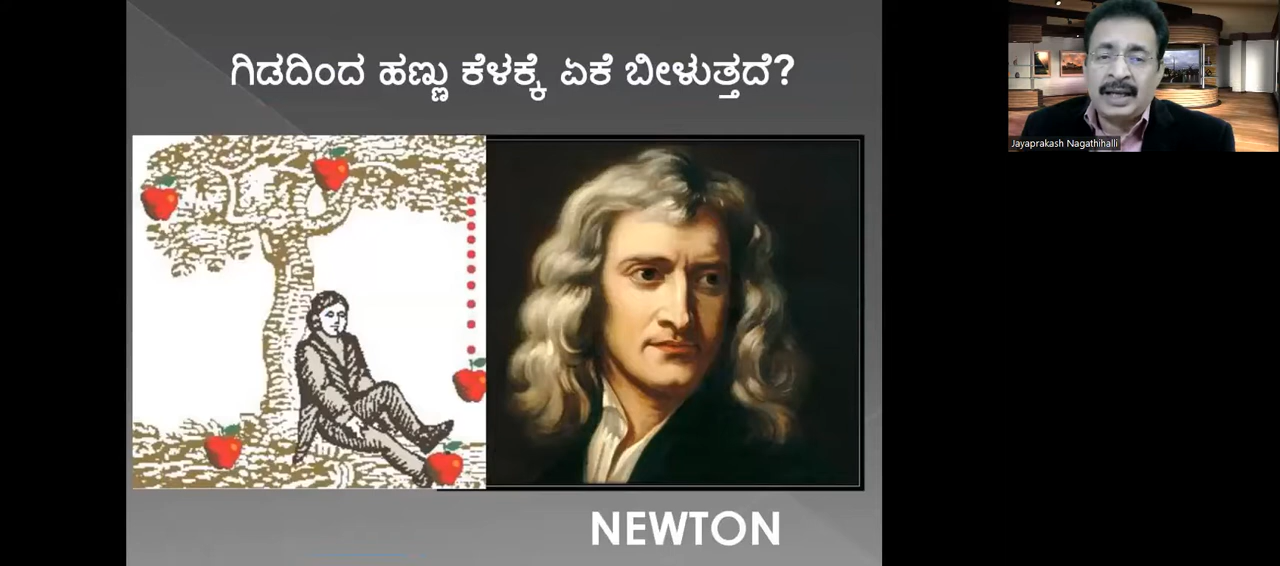 ಗಿಡದಿಂದ ಹಣ್ಣು ಕೆಳಕ್ಕೆ ಏಕೆ ಬೀಳುತ್ತದೆ?
Jayaprakash Nagathihalli
NEWTON